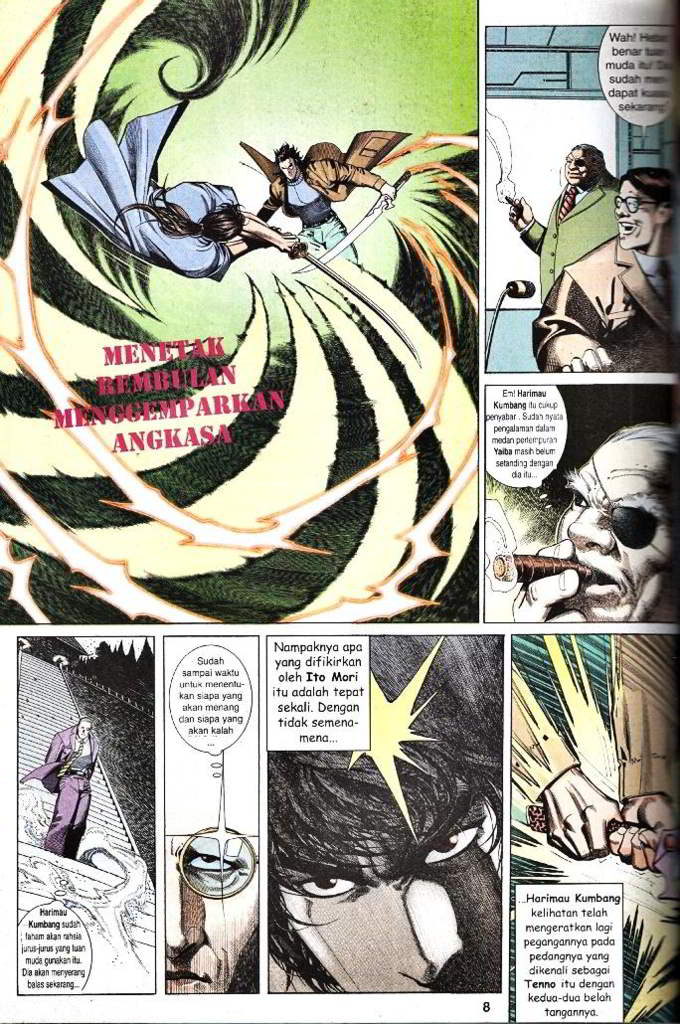 MENETAK
REMBULAN
MENGGEMPARKAN
ANGKASA
Wah!
benar tuan
muda itu!
sudah
dapat
sekarang
Em! Harimau
Kumbang itu cukup
penyabar . Sudah nyata
pengalaman dalam
medan pertempuran
Yaiba masih belum
setanding dengan
dia itu...
Harimau
Kumbang sudah
faham akan rahsia
jurus-jurus yang tuan
muda gunakan itu.
Dia akan menyerang
balas sekarang...
Sudah
sampai waktu
untuk menentu-
kan siapa yang
akan menang
dan siapa yang
akan kalah
...
Nampaknya apa
yang difikirkan
oleh Ito Mori
itu adalah tepat
sekali. Dengan
tidak semena-
mena...
...Harimau Kumbang
kelihatan telah
mengeratkan lagi
pegangannya pada
pedangnya yang
dikenali sebagai
Tenno itu dengan
kedua-dua belah
tangannya.
8